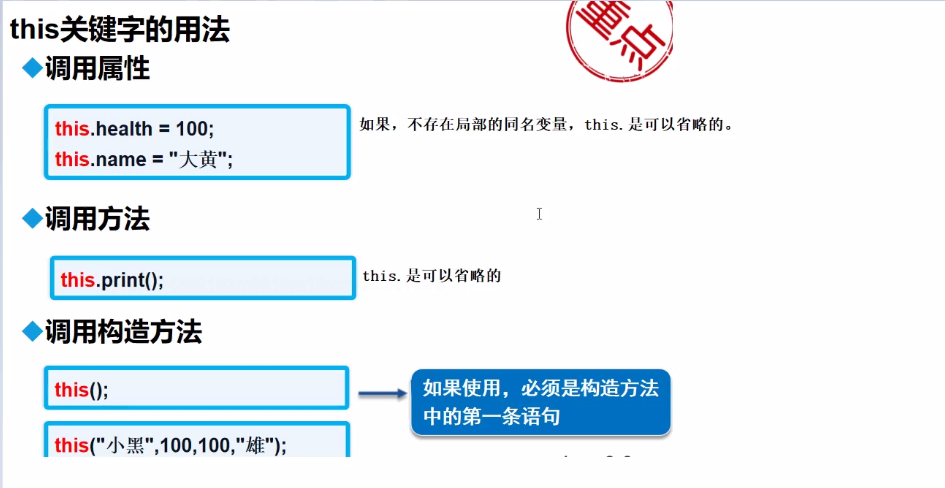 this关键字的用法
重点
调用属性
this.health = 100;
this.name = "大黄";
如果，不存在局部的同名变量，this.是可以省略的。
调用方法
this.print();
this.是可以省略的
调用构造方法
this();
如果使用，必须是构造方法
中的第一条语句
this("小黑",100,100,"雄");